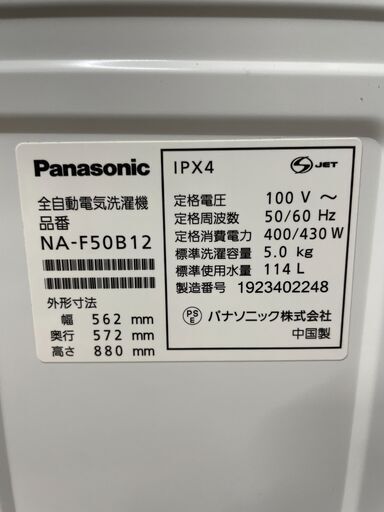 Panasonic
全自動電気洗濯機
品番
NA-F50B12
外形寸法
幅 562 mm
奥行 572 mm
高さ 880 mm
IPX4
S JET
定格電圧 100 V ～
定格周波数 50/60 Hz
定格消費電力 400/430 W
標準洗濯容量 5.0 kg
標準使用水量 114 L
製造番号 1923402248
PS E パナソニック株式会社
中国製